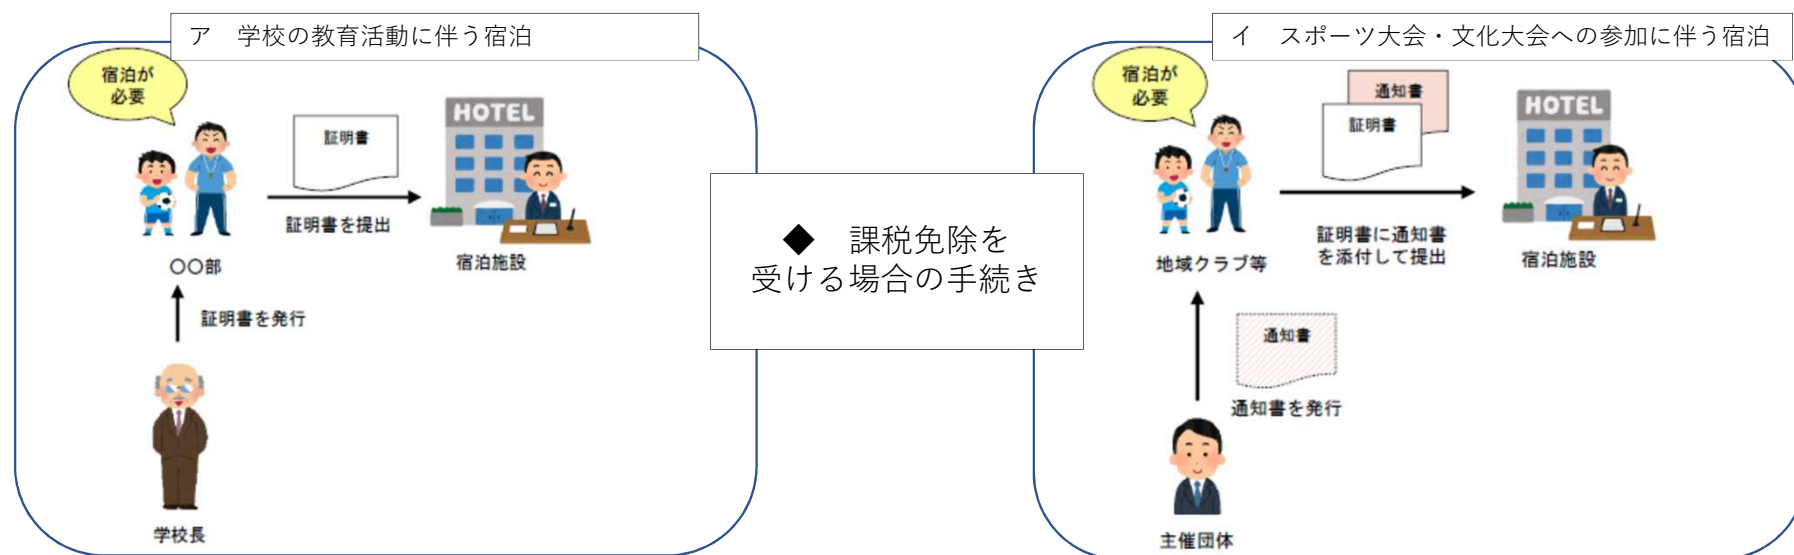 ア 学校の教育活動に伴う宿泊
宿泊が
必要
証明書
HOTEL
証明書を提出
〇〇部
宿泊施設
証明書を発行
学校長
◆ 課税免除を
受ける場合の手続き
イ スポーツ大会・文化大会への参加に伴う宿泊
宿泊が
必要
通知書
証明書
HOTEL
証明書に通知書
を添付して提出
地域クラブ等
宿泊施設
通知書
通知書を発行
主催団体